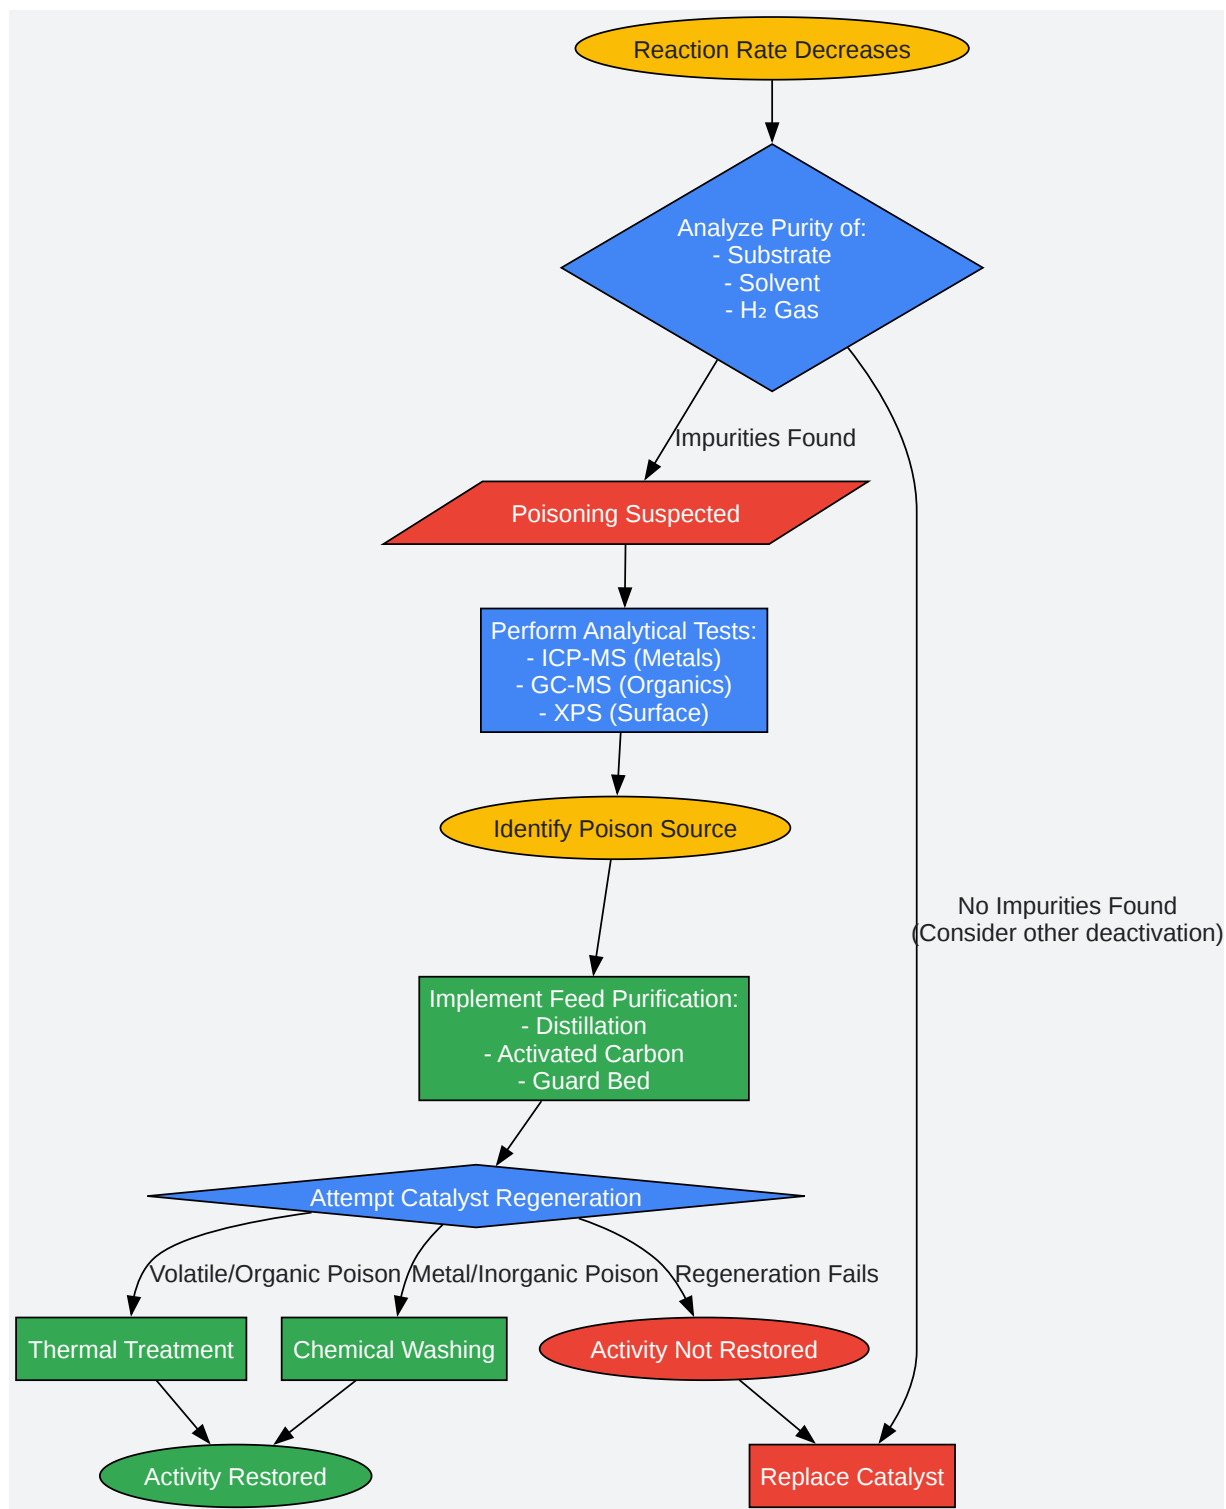 Reaction Rate Decreases
Analyze Purity of:
- Substrate
- Solvent
- H₂ Gas
Impurities Found
Poisoning Suspected
Perform Analytical Tests:
- ICP-MS (Metals)
- GC-MS (Organics)
- XPS (Surface)
Identify Poison Source
No Impurities Found
(Consider other deactivation)
Implement Feed Purification:
- Distillation
- Activated Carbon
- Guard Bed
Attempt Catalyst Regeneration
Volatile/Organic Poison
Metal/Inorganic Poison
Regeneration Fails
Thermal Treatment
Chemical Washing
Activity Not Restored
Activity Restored
Replace Catalyst